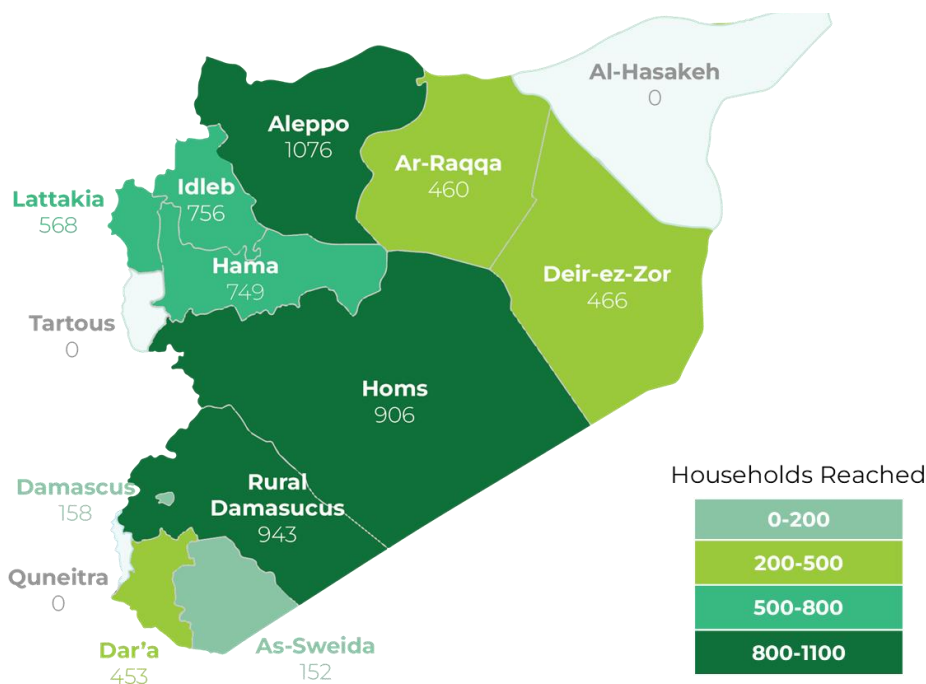 Al-Hasakeh
0
Aleppo
1076
Ar-Raqqa
460
Idleb
756
Lattakia
568
Hama
749
Deir-ez-Zor
466
Tartous
0
Homs
906
Rural
Damasucus
943
Damascus
158
Quneitra
0
Dar'a
453
As-Sweida
152
Households Reached
0-200
200-500
500-800
800-1100